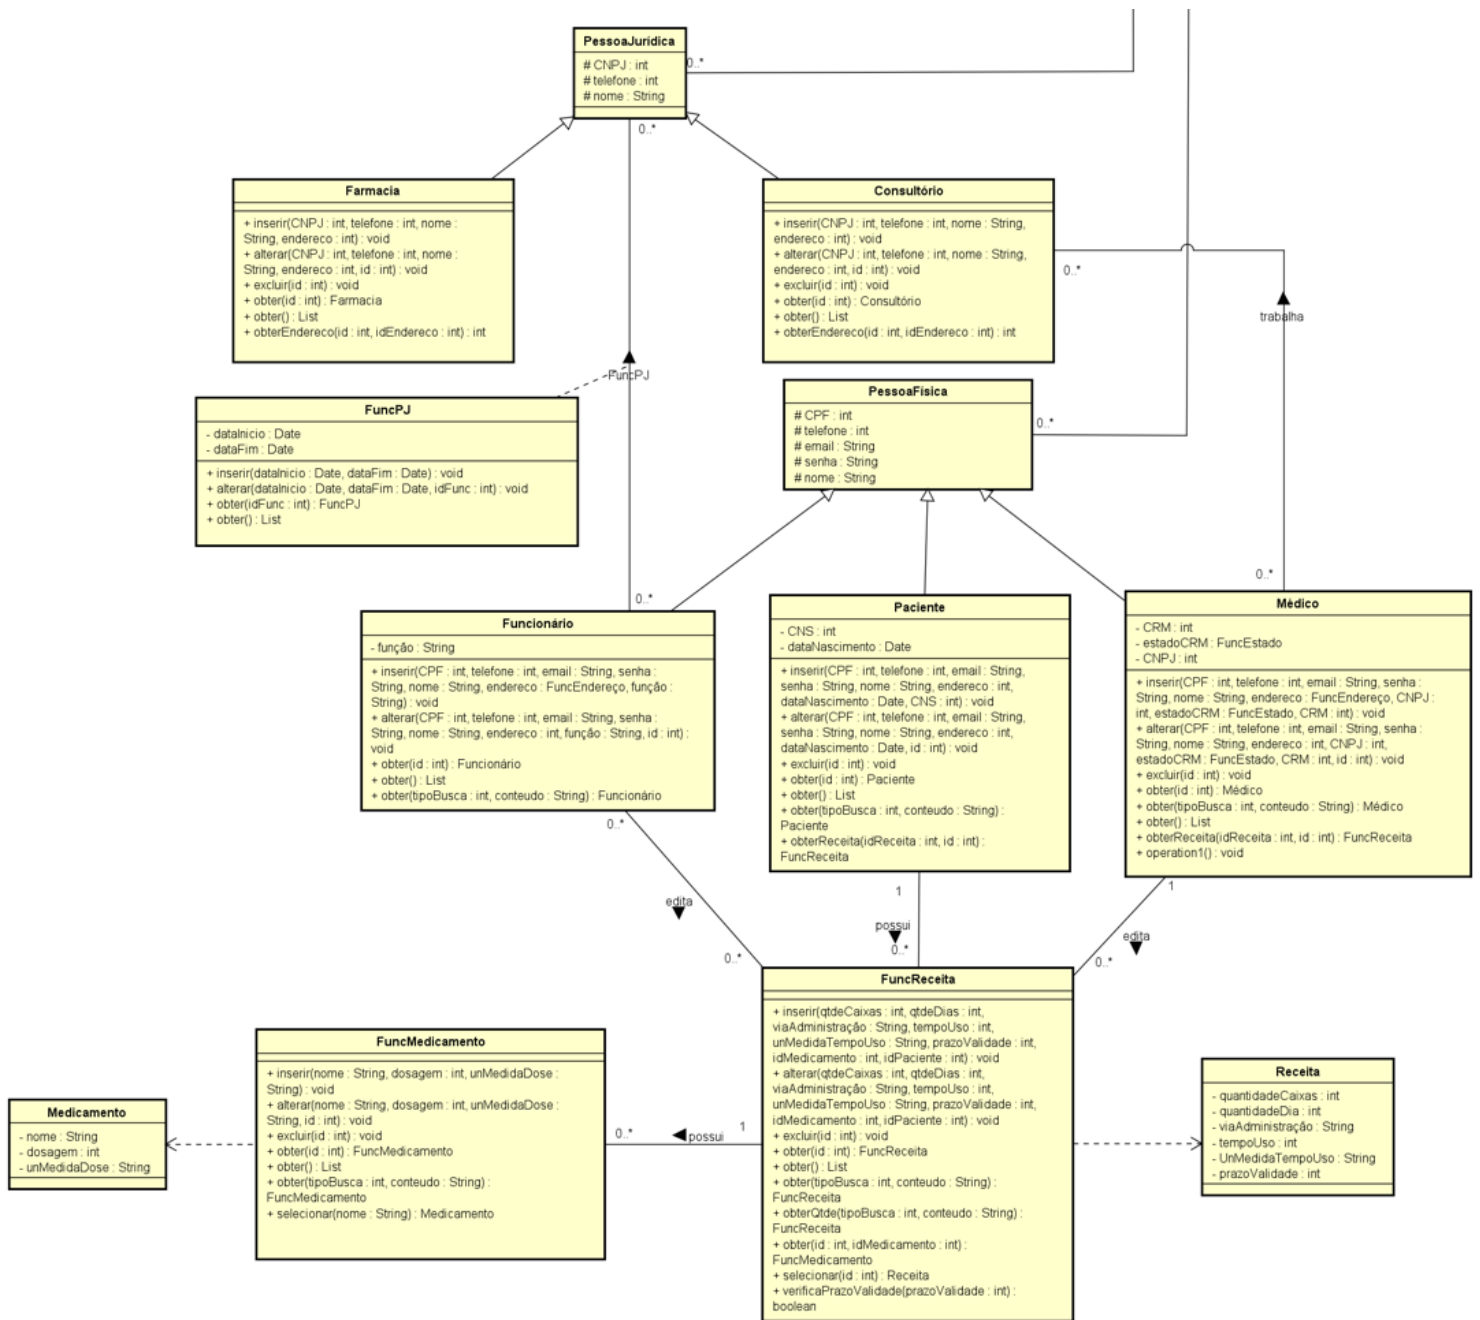 PessoaJurídica
# CNPJ : int
# telefone : int
# nome : String
0..*
0..*
Farmacia
+ inserir(CNPJ : int, telefone : int, nome :
String, endereco : int) : void
+ alterar(CNPJ : int, telefone : int, nome :
String, endereco : int, id : int) : void
+ excluir(id : int) : void
+ obter(id : int) : Farmacia
+ obter() : List
+ obterEndereco(id : int, idEndereco : int) : int
Consultório
+ inserir(CNPJ : int, telefone : int, nome : String,
endereco : int) : void
+ alterar(CNPJ : int, telefone : int, nome : String,
endereco : int, id : int) : void
+ excluir(id : int) : void
+ obter(id : int) : Consultório
+ obter() : List
+ obterEndereco(id : int, idEndereco : int) : int
0..*
trabalha
FuncPJ
FuncPJ
- dataInicio : Date
- dataFim : Date
+ inserir(dataInicio : Date, dataFim : Date) : void
+ alterar(dataInicio : Date, dataFim : Date, idFunc : int) : void
+ obter(idFunc : int) : FuncPJ
+ obter() : List
PessoaFísica
# CPF : int
# telefone : int
# email : String
# senha : String
# nome : String
0..*
0..*
0..*
Funcionário
- função : String
+ inserir(CPF : int, telefone : int, email : String, senha :
String, nome : String, endereco : FuncEndereço, função :
String) : void
+ alterar(CPF : int, telefone : int, email : String, senha :
String, nome : String, endereco : int, função : String, id : int) :
void
+ obter(id : int) : Funcionário
+ obter() : List
+ obter(tipoBusca : int, conteudo : String) : Funcionário
0..*
Paciente
- CNS : int
- dataNascimento : Date
+ inserir(CPF : int, telefone : int, email : String,
senha : String, nome : String, endereco : int,
dataNascimento : Date, CNS : int) : void
+ alterar(CPF : int, telefone : int, email : String,
senha : String, nome : String, endereco : int,
dataNascimento : Date, id : int) : void
+ excluir(id : int) : void
+ obter(id : int) : Paciente
+ obter() : List
+ obter(tipoBusca : int, conteudo : String) :
Paciente
+ obterReceita(idReceita : int, id : int) :
FuncReceita
1
Médico
- CRM : int
- estadoCRM : FuncEstado
- CNPJ : int
+ inserir(CPF : int, telefone : int, email : String, senha :
String, nome : String, endereco : FuncEndereço, CNPJ :
int, estadoCRM : FuncEstado, CRM : int) : void
+ alterar(CPF : int, telefone : int, email : String, senha :
String, nome : String, endereco : int, CNPJ : int,
estadoCRM : FuncEstado, CRM : int, id : int) : void
+ excluir(id : int) : void
+ obter(id : int) : Médico
+ obter(tipoBusca : int, conteudo : String) : Médico
+ obter() : List
+ obterReceita(idReceita : int, id : int) : FuncReceita
+ operation1() : void
1
edita
possui
edita
0..*
0..*
0..*
FuncReceita
+ inserir(qtdeCaixas : int, qtdeDias : int,
viaAdministração : String, tempoUso : int,
unMedidaTempoUso : String, prazoValidade : int,
idMedicamento : int, idPaciente : int) : void
+ alterar(qtdeCaixas : int, qtdeDias : int,
viaAdministração : String, tempoUso : int,
unMedidaTempoUso : String, prazoValidade : int,
idMedicamento : int, idPaciente : int) : void
+ excluir(id : int) : void
+ obter(id : int) : FuncReceita
+ obter() : List
+ obter(tipoBusca : int, conteudo : String) :
FuncReceita
+ obterQtde(tipoBusca : int, conteudo : String) :
FuncReceita
+ obter(id : int, idMedicamento : int) :
FuncMedicamento
+ selecionar(id : int) : Receita
+ verificaPrazoValidade(prazoValidade : int) :
boolean
FuncMedicamento
+ inserir(nome : String, dosagem : int, unMedidaDose :
String) : void
+ alterar(nome : String, dosagem : int, unMedidaDose :
String, id : int) : void
+ excluir(id : int) : void
+ obter(id : int) : FuncMedicamento
+ obter() : List
+ obter(tipoBusca : int, conteudo : String) :
FuncMedicamento
+ selecionar(nome : String) : Medicamento
0..*
possui
1
Medicamento
- nome : String
- dosagem : int
- unMedidaDose : String
Receita
- quantidadeCaixas : int
- quantidadeDia : int
- viaAdministração : String
- tempoUso : int
- UnMedidaTempoUso : String
- prazoValidade : int